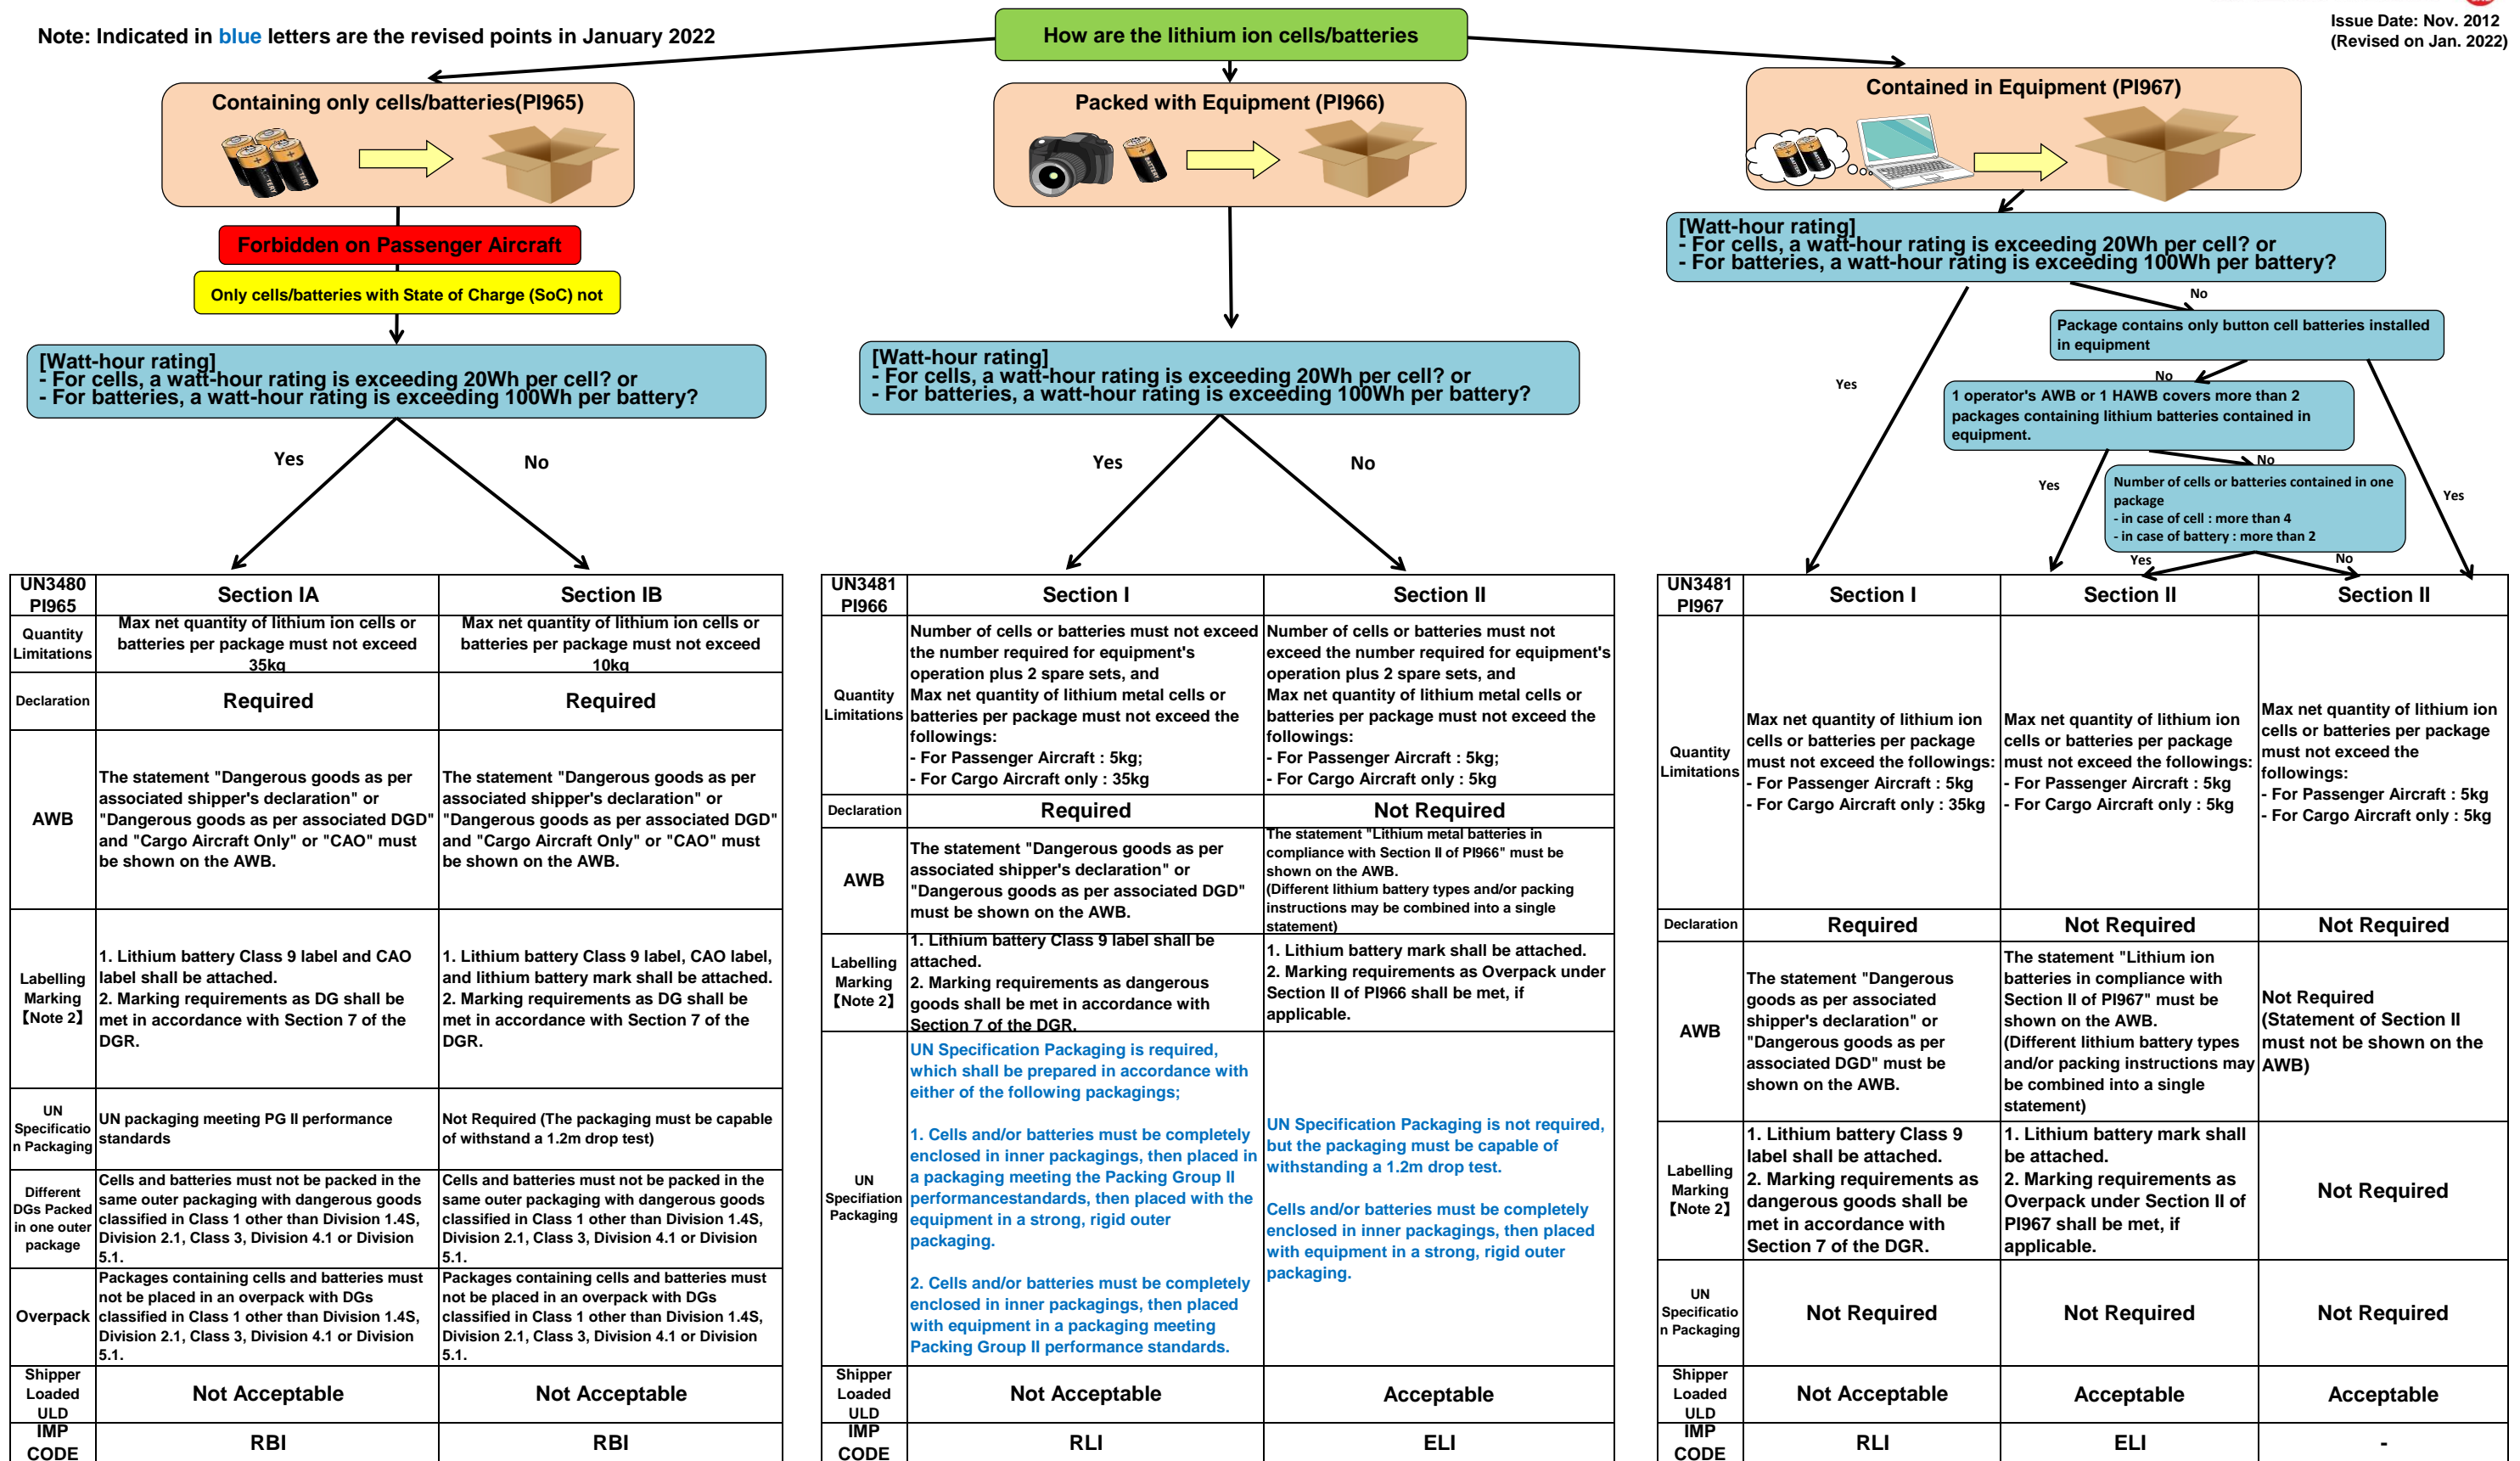 Note: Indicated in blue letters are the revised points in January 2022
Issue Date: Nov. 2012
(Revised on Jan. 2022)
How are the lithium ion cells/batteries
Containing only cells/batteries(PI965)
Forbidden on Passenger Aircraft
Only cells/batteries with State of Charge (SoC) not
[Watt-hour rating]
- For cells, a watt-hour rating is exceeding 20Wh per cell? or
- For batteries, a watt-hour rating is exceeding 100Wh per battery?
Yes
No
Packed with Equipment (PI966)
[Watt-hour rating]
- For cells, a watt-hour rating is exceeding 20Wh per cell? or
- For batteries, a watt-hour rating is exceeding 100Wh per battery?
Yes
No
Contained in Equipment (PI967)
[Watt-hour rating]
- For cells, a watt-hour rating is exceeding 20Wh per cell? or
- For batteries, a watt-hour rating is exceeding 100Wh per battery?
No
Package contains only button cell batteries installed
in equipment
Yes
No
1 operator's AWB or 1 HAWB covers more than 2
packages containing lithium batteries contained in
equipment.
No
Yes
Number of cells or batteries contained in one
package
- in case of cell : more than 4
- in case of battery : more than 2
Yes
Yes
No
UN3480
PI965
Section IA
Section IB
Quantity
Limitations
Max net quantity of lithium ion cells or
batteries per package must not exceed
35kg
Max net quantity of lithium ion cells or
batteries per package must not exceed
10kg
Declaration
Required
Required
AWB
The statement "Dangerous goods as per
associated shipper's declaration" or
"Dangerous goods as per associated DGD"
and "Cargo Aircraft Only" or "CAO" must
be shown on the AWB.
The statement "Dangerous goods as per
associated shipper's declaration" or
"Dangerous goods as per associated DGD"
and "Cargo Aircraft Only" or "CAO" must
be shown on the AWB.
Labelling
Marking
【Note 2】
1. Lithium battery Class 9 label and CAO
label shall be attached.
2. Marking requirements as DG shall be
met in accordance with Section 7 of the
DGR.
1. Lithium battery Class 9 label, CAO label,
and lithium battery mark shall be attached.
2. Marking requirements as DG shall be
met in accordance with Section 7 of the
DGR.
UN
Specificatio
n Packaging
UN packaging meeting PG II performance
standards
Not Required (The packaging must be capable
of withstand a 1.2m drop test)
Different
DGs Packed
in one outer
package
Cells and batteries must not be packed in the
same outer packaging with dangerous goods
classified in Class 1 other than Division 1.4S,
Division 2.1, Class 3, Division 4.1 or Division
5.1.
Cells and batteries must not be packed in the
same outer packaging with dangerous goods
classified in Class 1 other than Division 1.4S,
Division 2.1, Class 3, Division 4.1 or Division
5.1.
Overpack
Packages containing cells and batteries must
not be placed in an overpack with DGs
classified in Class 1 other than Division 1.4S,
Division 2.1, Class 3, Division 4.1 or Division
5.1.
Packages containing cells and batteries must
not be placed in an overpack with DGs
classified in Class 1 other than Division 1.4S,
Division 2.1, Class 3, Division 4.1 or Division
5.1.
Shipper
Loaded
ULD
Not Acceptable
Not Acceptable
IMP
CODE
RBI
RBI
UN3481
PI966
Section I
Section II
Quantity
Limitations
Number of cells or batteries must not exceed
the number required for equipment's
operation plus 2 spare sets, and
Max net quantity of lithium metal cells or
batteries per package must not exceed the
followings:
- For Passenger Aircraft : 5kg;
- For Cargo Aircraft only : 35kg
Number of cells or batteries must not
exceed the number required for equipment's
operation plus 2 spare sets, and
Max net quantity of lithium metal cells or
batteries per package must not exceed the
followings:
- For Passenger Aircraft : 5kg;
- For Cargo Aircraft only : 5kg
Declaration
Required
Not Required
AWB
The statement "Dangerous goods as per
associated shipper's declaration" or
"Dangerous goods as per associated DGD"
must be shown on the AWB.
The statement "Lithium metal batteries in
compliance with Section II of PI966" must be
shown on the AWB.
(Different lithium battery types and/or packing
instructions may be combined into a single
statement)
Labelling
Marking
【Note 2】
1. Lithium battery Class 9 label shall be
attached.
2. Marking requirements as dangerous
goods shall be met in accordance with
Section 7 of the DGR.
1. Lithium battery mark shall be attached.
2. Marking requirements as Overpack under
Section II of PI966 shall be met, if
applicable.
UN
Specifiation
Packaging
UN Specification Packaging is required,
which shall be prepared in accordance with
either of the following packagings;
1. Cells and/or batteries must be completely
enclosed in inner packagings, then placed in
a packaging meeting the Packing Group II
performancestandards, then placed with the
equipment in a strong, rigid outer
packaging.
2. Cells and/or batteries must be completely
enclosed in inner packagings, then placed
with equipment in a packaging meeting
Packing Group II performance standards.
UN Specification Packaging is not required,
but the packaging must be capable of
withstanding a 1.2m drop test.
Cells and/or batteries must be completely
enclosed in inner packagings, then placed
with equipment in a strong, rigid outer
packaging.
Shipper
Loaded
ULD
Not Acceptable
Acceptable
IMP
CODE
RLI
ELI
UN3481
PI967
Section I
Section II
Section II
Quantity
Limitations
Max net quantity of lithium ion
cells or batteries per package
must not exceed the followings:
- For Passenger Aircraft : 5kg
- For Cargo Aircraft only : 35kg
Max net quantity of lithium ion
cells or batteries per package
must not exceed the followings:
- For Passenger Aircraft : 5kg
- For Cargo Aircraft only : 5kg
Max net quantity of lithium ion
cells or batteries per package
must not exceed the
followings:
- For Passenger Aircraft : 5kg
- For Cargo Aircraft only : 5kg
Declaration
Required
Not Required
Not Required
AWB
The statement "Dangerous
goods as per associated
shipper's declaration" or
"Dangerous goods as per
associated DGD" must be
shown on the AWB.
The statement "Lithium ion
batteries in compliance with
Section II of PI967" must be
shown on the AWB.
(Different lithium battery types
and/or packing instructions may
be combined into a single
statement)
Not Required
(Statement of Section II
must not be shown on the
AWB)
Labelling
Marking
【Note 2】
1. Lithium battery Class 9
label shall be attached.
2. Marking requirements as
dangerous goods shall be
met in accordance with
Section 7 of the DGR.
1. Lithium battery mark shall
be attached.
2. Marking requirements as
Overpack under Section II of
PI967 shall be met, if
applicable.
Not Required
UN
Specificatio
n Packaging
Not Required
Not Required
Not Required
Shipper
Loaded
ULD
Not Acceptable
Acceptable
Acceptable
IMP
CODE
RLI
ELI
-